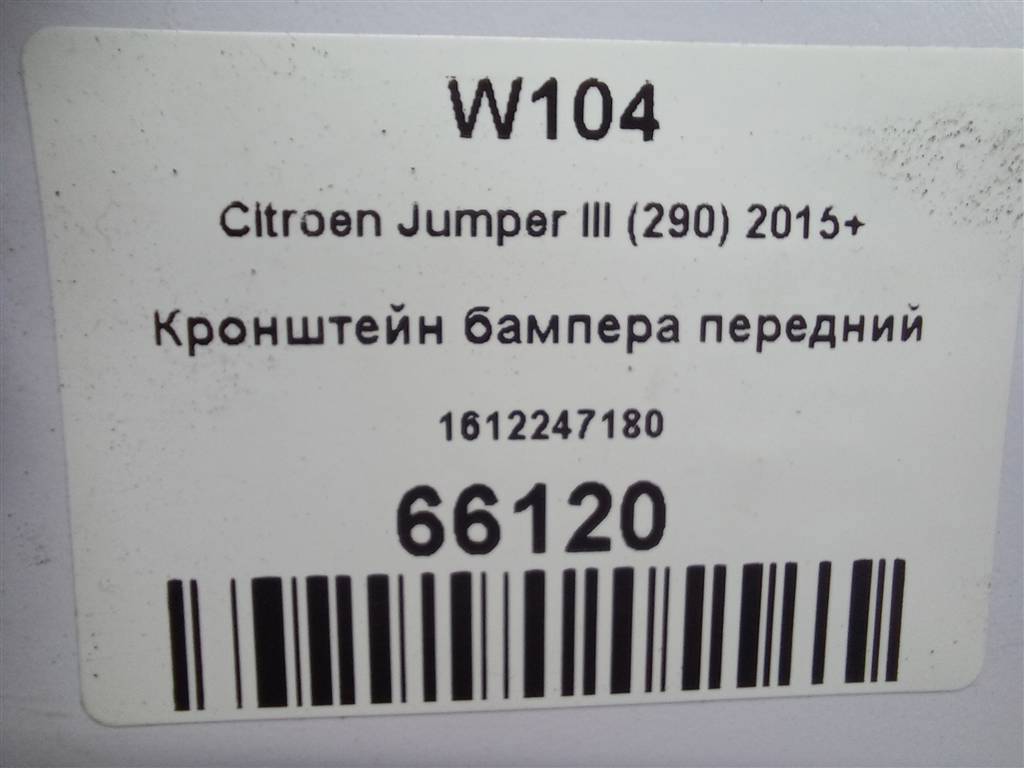 W104
Citroen Jumper III (290) 2015+
Кронштейн бампера передний
1612247180
66120